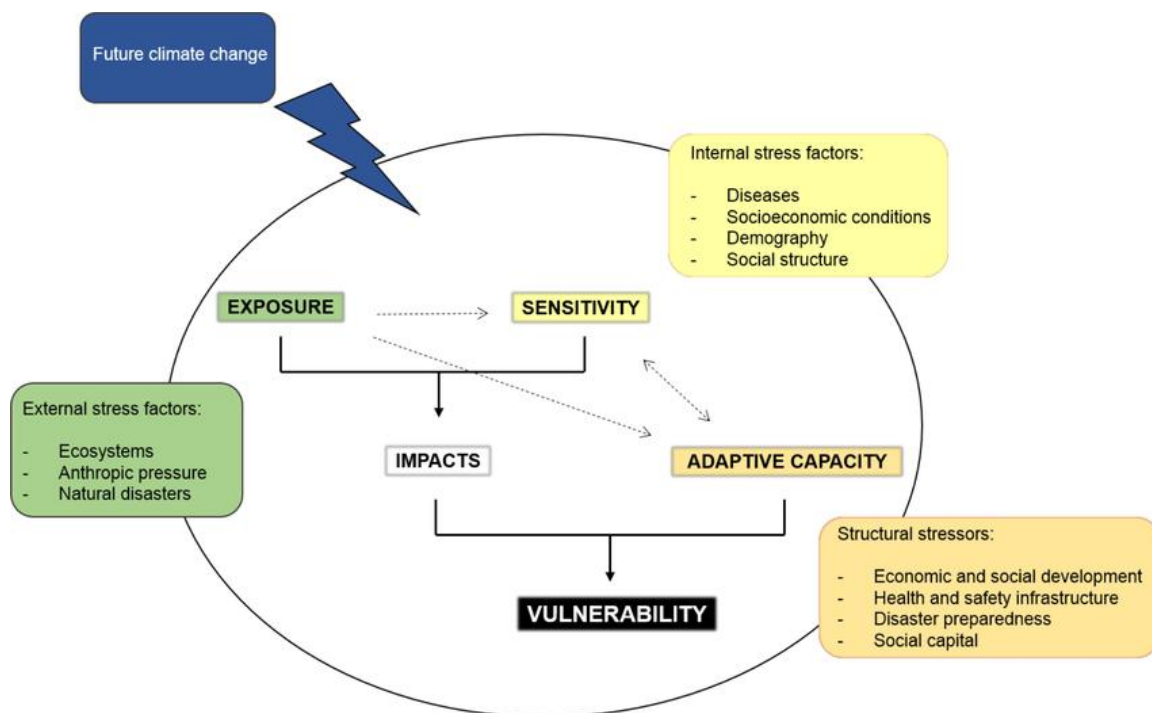 Future climate change
Internal stress factors:
- Diseases
- Socioeconomic conditions
- Demography
- Social structure
EXPOSURE
SENSITIVITY
External stress factors:
- Ecosystems
- Anthropic pressure
- Natural disasters
IMPACTS
ADAPTIVE CAPACITY
Structural stressors:
- Economic and social development
- Health and safety infrastructure
- Disaster preparedness
- Social capital
VULNERABILITY